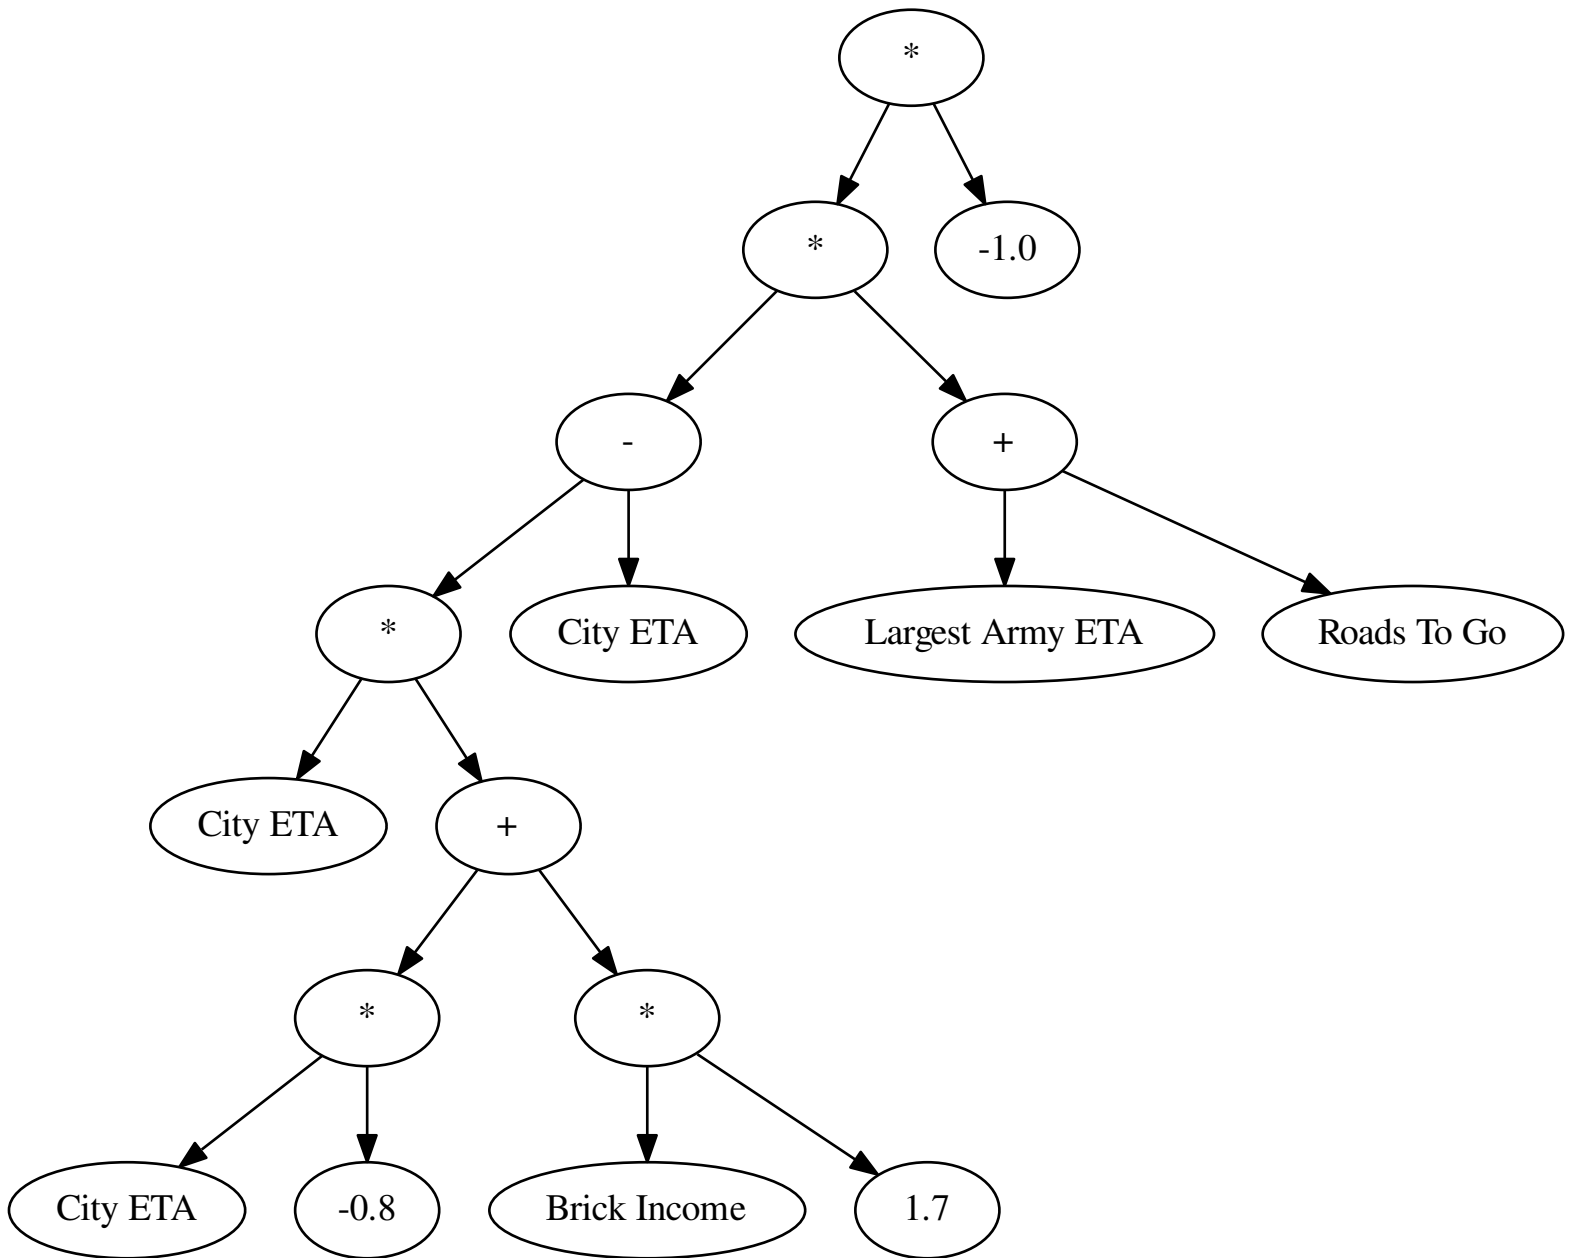 *
*
-1.0
-
+
*
City ETA
Largest Army ETA
Roads To Go
City ETA
+
*
*
City ETA
-0.8
Brick Income
1.7